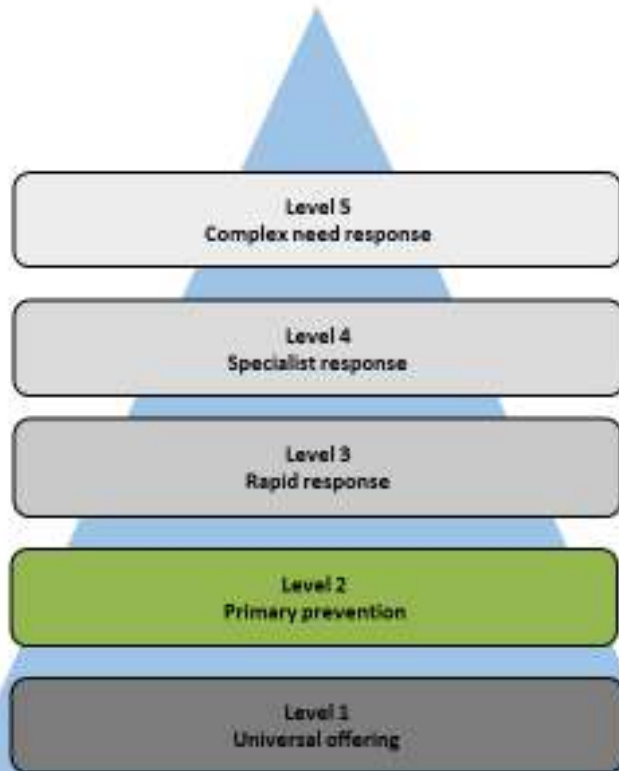 Level 5
Complex need response
Level 4
Specialist response
Level 3
Rapid response
Level 2
Primary prevention
Level 1
Universal offering